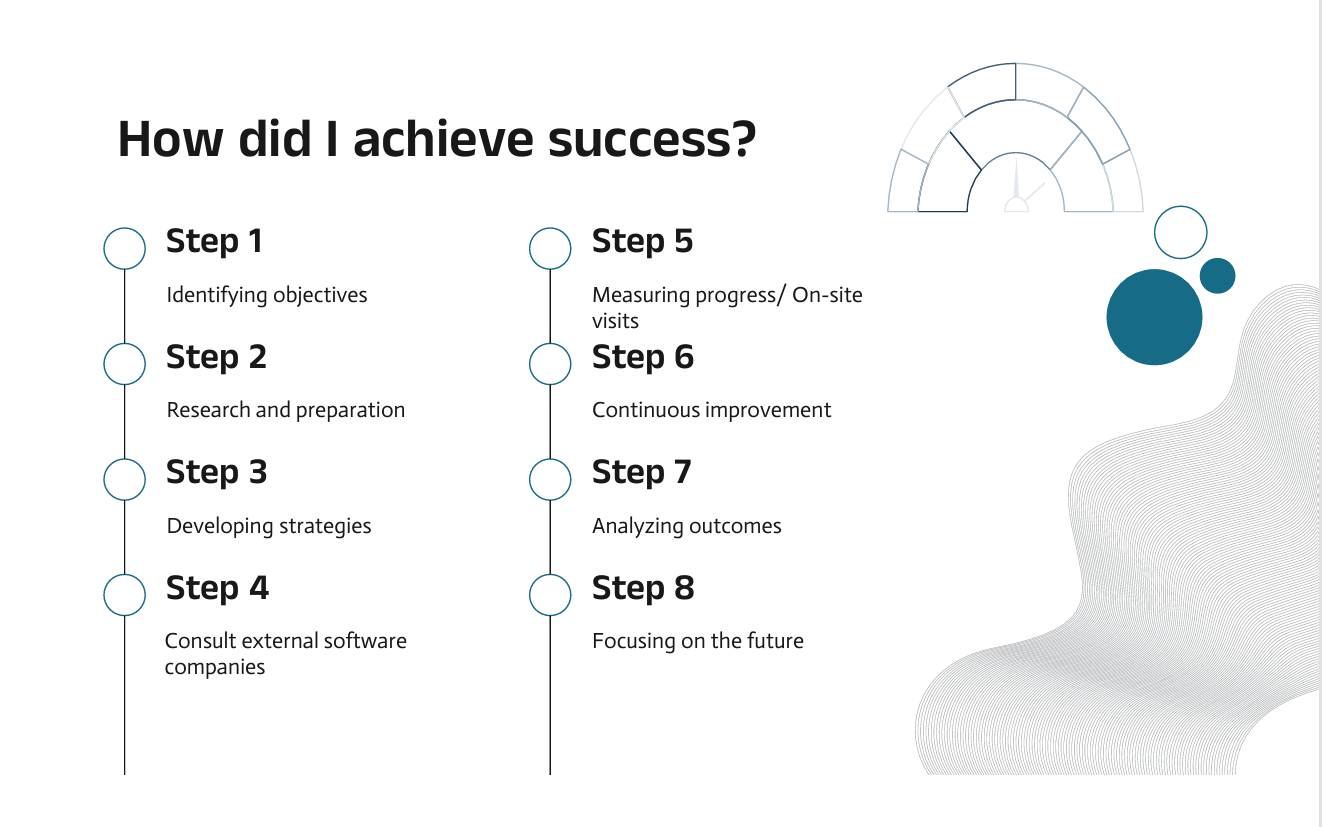 How did I achieve success?
Step 1
Identifying objectives
Step 2
Research and preparation
Step 3
Developing strategies
Step 4
Consult external software
companies
Step 5
Measuring progress/ On-site
visits
Step 6
Continuous improvement
Step 7
Analyzing outcomes
Step 8
Focusing on the future